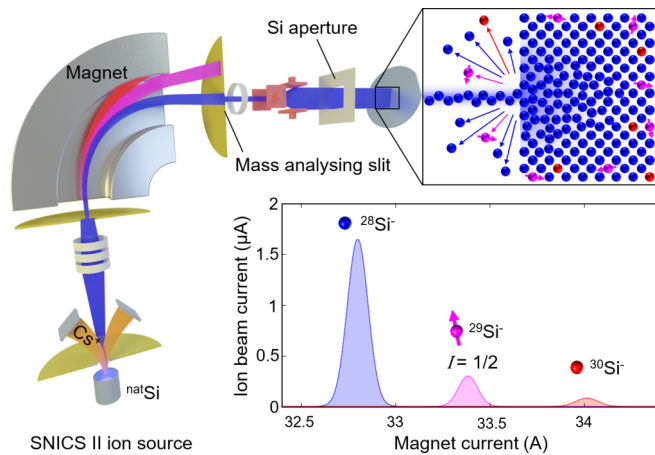 Si aperture
Magnet
Mass analysing slit
Cs⁺
ⁿᵃᵗSi
SNICS II ion source
Ion beam current (µA)
2
1.5
1
0.5
0
²⁸Si⁻
²⁹Si⁻
I = 1/2
³⁰Si⁻
32.5 33 33.5 34
Magnet current (A)